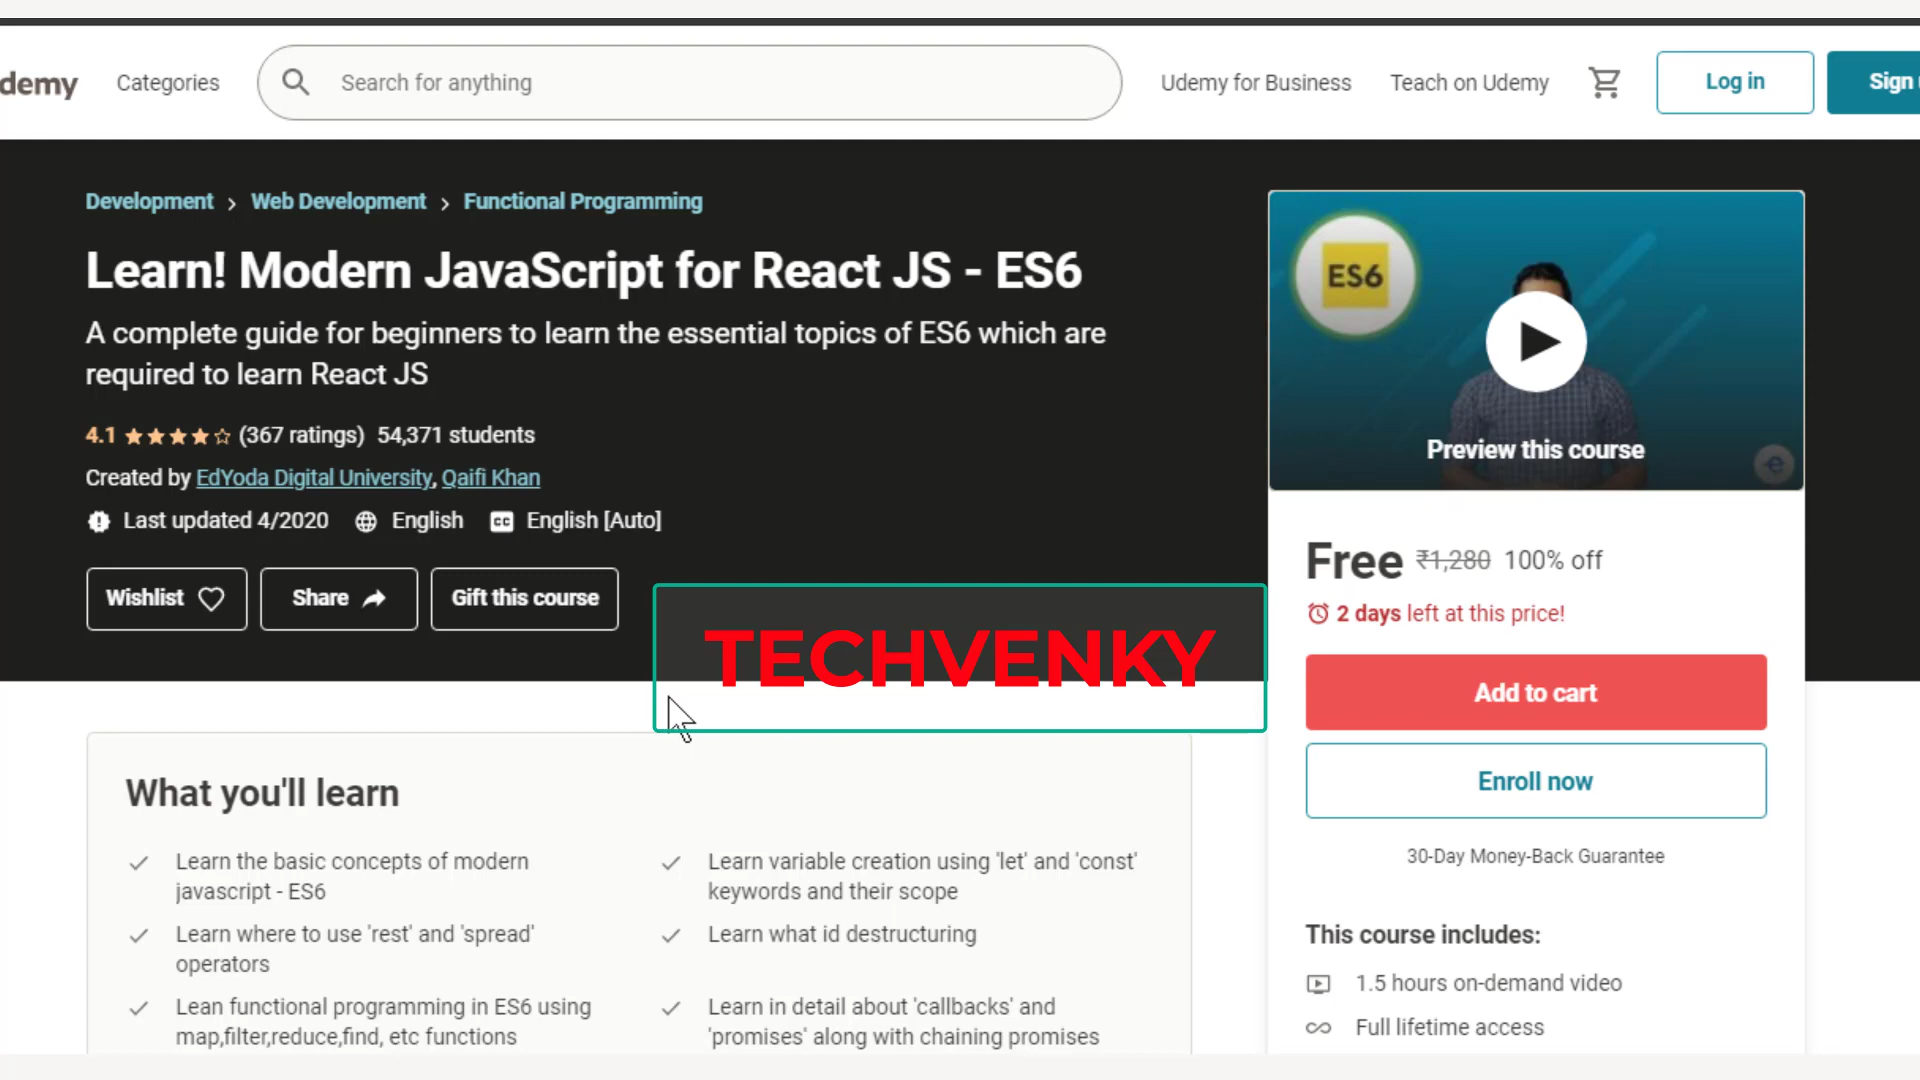 demy
Categories
Search for anything
Udemy for Business
Teach on Udemy
Log in
Sign
Development › Web Development › Functional Programming
Learn! Modern JavaScript for React JS - ES6
A complete guide for beginners to learn the essential topics of ES6 which are
required to learn React JS
4.1 (367 ratings) 54,371 students
Created by EdYoda Digital University, Qaifi Khan
Last updated 4/2020 English CC English [Auto]
Wishlist
Share
Gift this course
TECHVENKY
ES6
Preview this course
Free ₹1,280 100% off
2 days left at this price!
Add to cart
Enroll now
30-Day Money-Back Guarantee
This course includes:
1.5 hours on-demand video
Full lifetime access
What you'll learn
Learn the basic concepts of modern
javascript - ES6
Learn variable creation using 'let' and 'const'
keywords and their scope
Learn where to use 'rest' and 'spread'
operators
Learn what id destructuring
Lean functional programming in ES6 using
map,filter,reduce,find, etc functions
Learn in detail about 'callbacks' and
'promises' along with chaining promises